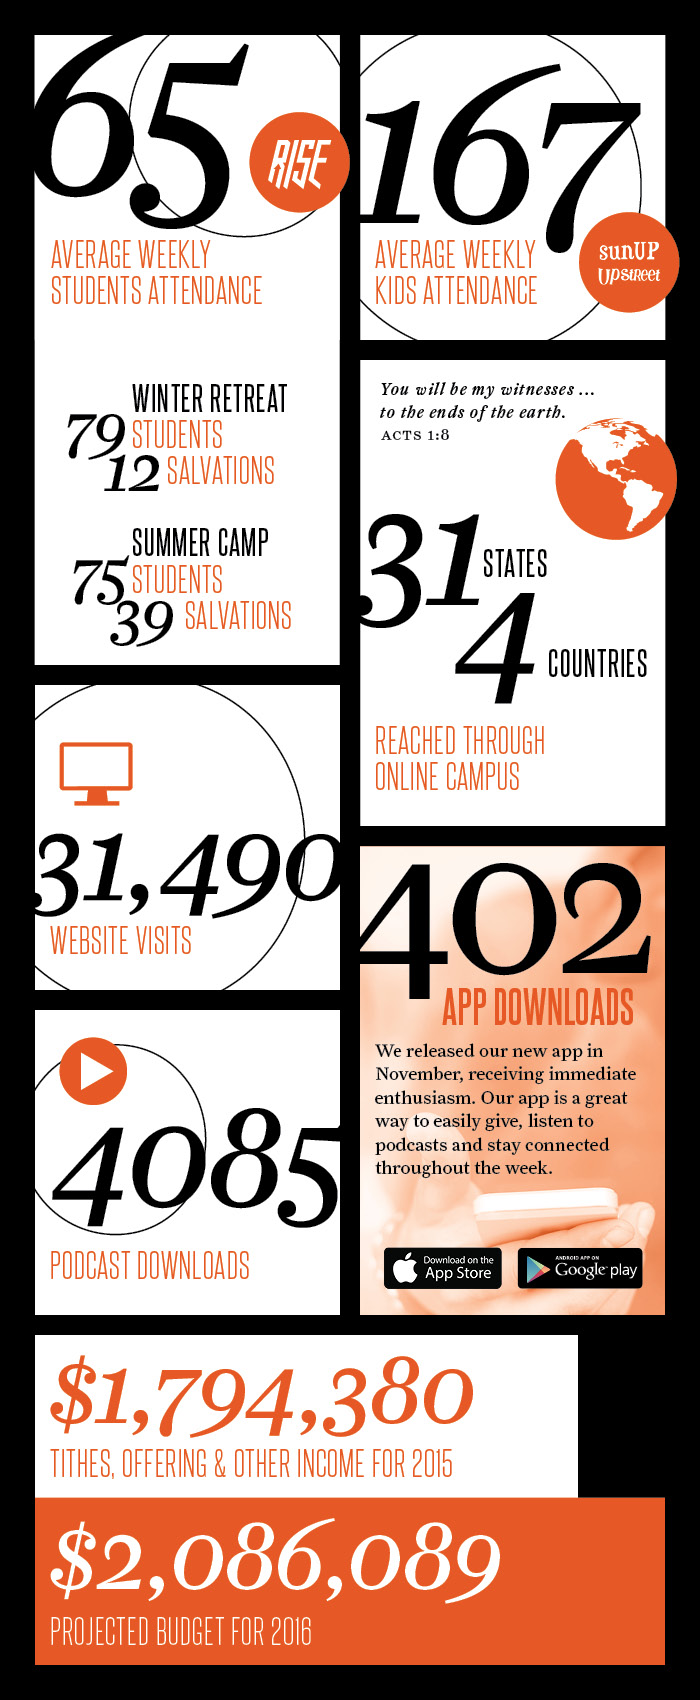 65
RISE
AVERAGE WEEKLY
STUDENTS ATTENDANCE
WINTER RETREAT
79 STUDENTS
12 SALVATIONS
SUMMER CAMP
75 STUDENTS
39 SALVATIONS
167
AVERAGE WEEKLY
KIDS ATTENDANCE
sunUP
Upstreet
You will be my witnesses ...
to the ends of the earth.
ACTS 1:8
31 STATES
4 COUNTRIES
REACHED THROUGH
ONLINE CAMPUS
31,490
WEBSITE VISITS
4085
PODCAST DOWNLOADS
402
APP DOWNLOADS
We released our new app in
November, receiving immediate
enthusiasm. Our app is a great
way to easily give, listen to
podcasts and stay connected
throughout the week.
Download on the
App Store
ANDROID APP ON
Google play
$1,794,380
TITHES, OFFERING & OTHER INCOME FOR 2015
$2,086,089
PROJECTED BUDGET FOR 2016